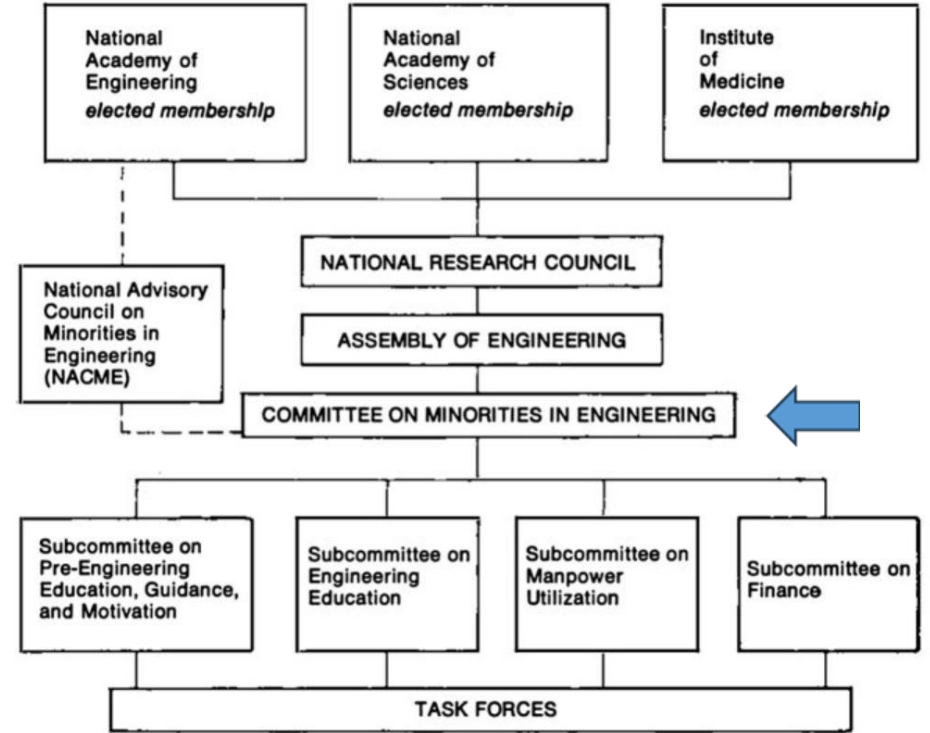 National
Academy of
Engineering
elected membership
National
Academy of
Sciences
elected membership
Institute
of
Medicine
elected membership
NATIONAL RESEARCH COUNCIL
National Advisory
Council on
Minorities in
Engineering
(NACME)
ASSEMBLY OF ENGINEERING
COMMITTEE ON MINORITIES IN ENGINEERING
Subcommittee on
Pre-Engineering
Education, Guidance,
and Motivation
Subcommittee on
Engineering
Education
Subcommittee on
Manpower
Utilization
Subcommittee on
Finance
TASK FORCES